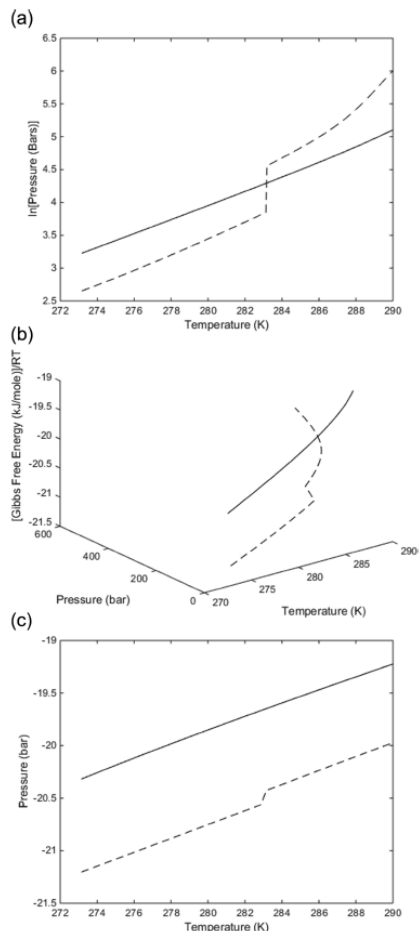 (a)
6.5
6
5.5
5
4.5
4
3.5
3
2.5
ln[Pressure (Bars)]
272 274 276 278 280 282 284 286 288 290
Temperature (K)
(b)
-19
-19.5
-20
-20.5
-21
-21.5
[Gibbs Free Energy (kJ/mole)]/RT
600
400
200
0
Pressure (bar)
270
275
280
285
290
Temperature (K)
(c)
-19
-19.5
-20
-20.5
-21
-21.5
Pressure (bar)
272 274 276 278 280 282 284 286 288 290
Temperature (K)